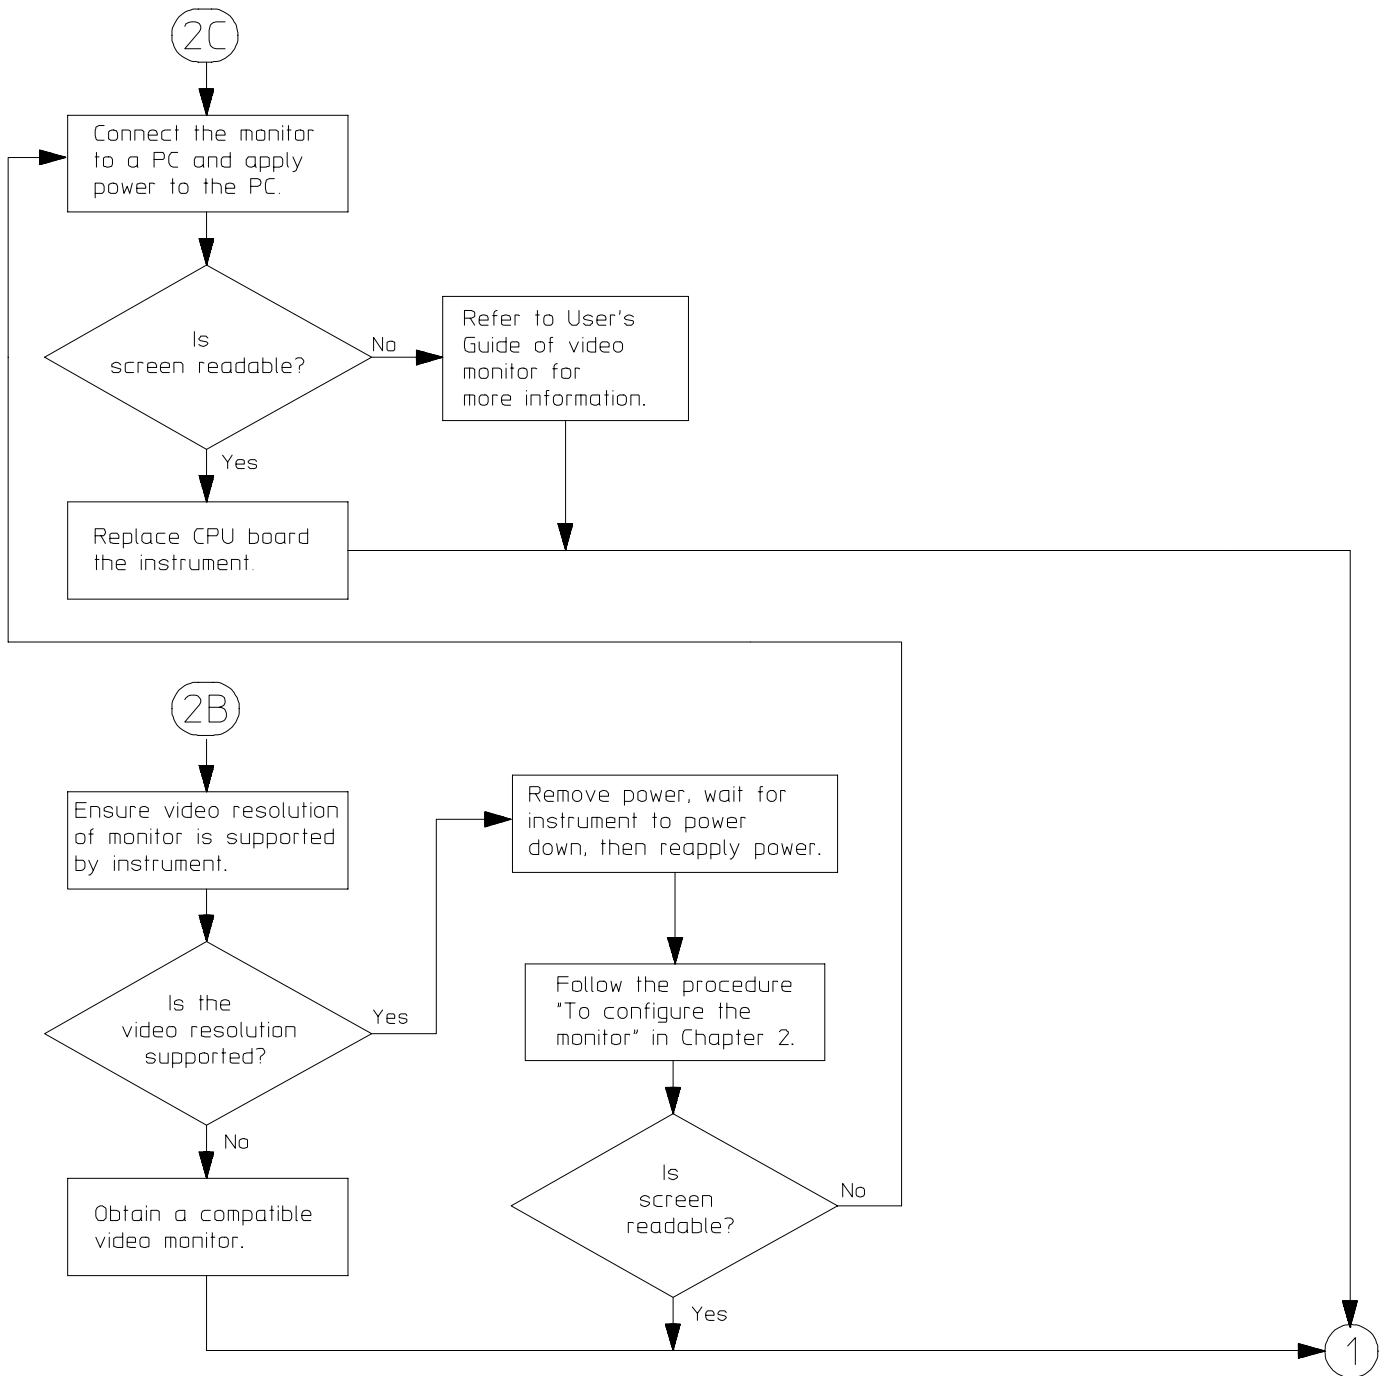 2C
Connect the monitor
to a PC and apply
power to the PC.
Is
screen readable?
No
Refer to User's
Guide of video
monitor for
more information.
Yes
Replace CPU board
the instrument.
2B
Ensure video resolution
of monitor is supported
by instrument.
Remove power, wait for
instrument to power
down, then reapply power.
Is the
video resolution
supported?
Yes
Follow the procedure
"To configure the
monitor" in Chapter 2.
No
Obtain a compatible
video monitor.
Is
screen
readable?
No
Yes
1